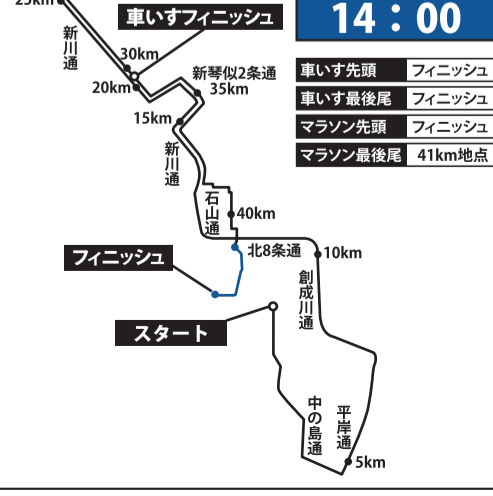 25km
車いすフィニッシュ
14：00
新川通
30km
20km
新琴似2条通
35km
15km
新川通
車いす先頭 フィニッシュ
車いす最後尾 フィニッシュ
マラソン先頭 フィニッシュ
マラソン最後尾 41km地点
石山通
40km
北8条通
10km
フィニッシュ
創成川通
スタート
中の島通
平岸通
5km